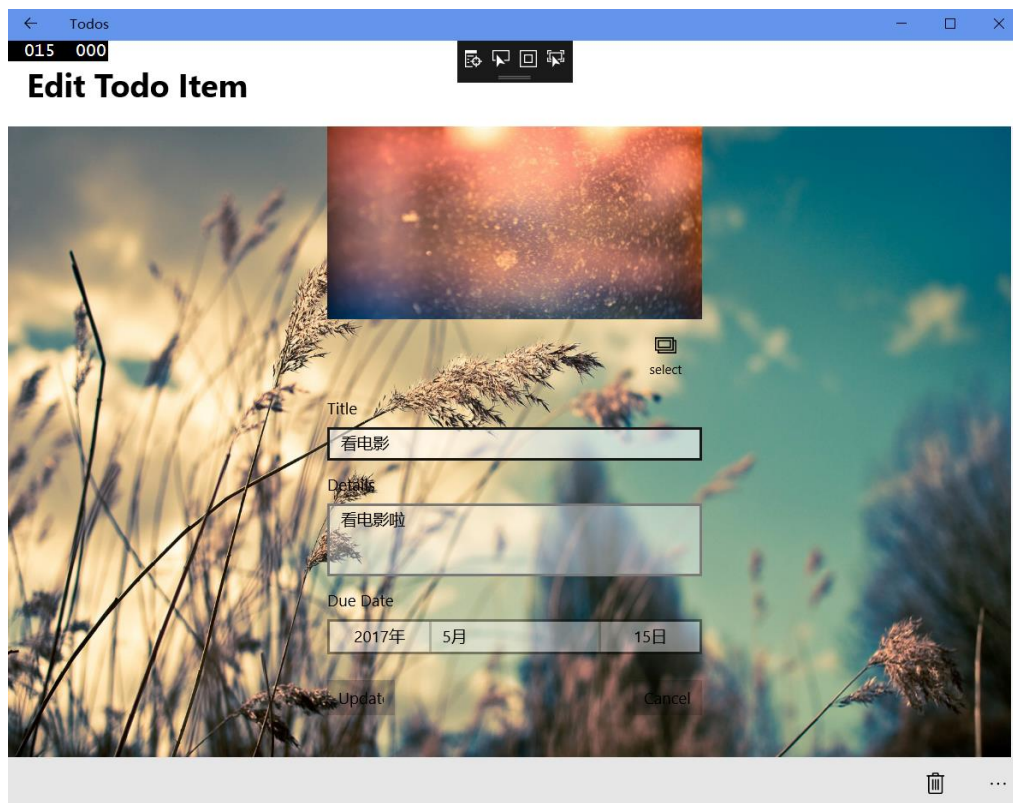 Todos
015 000
Edit Todo Item
select
Title
看电影
Details
看电影啦
Due Date
2017年 5月 15日
Update
Cancel